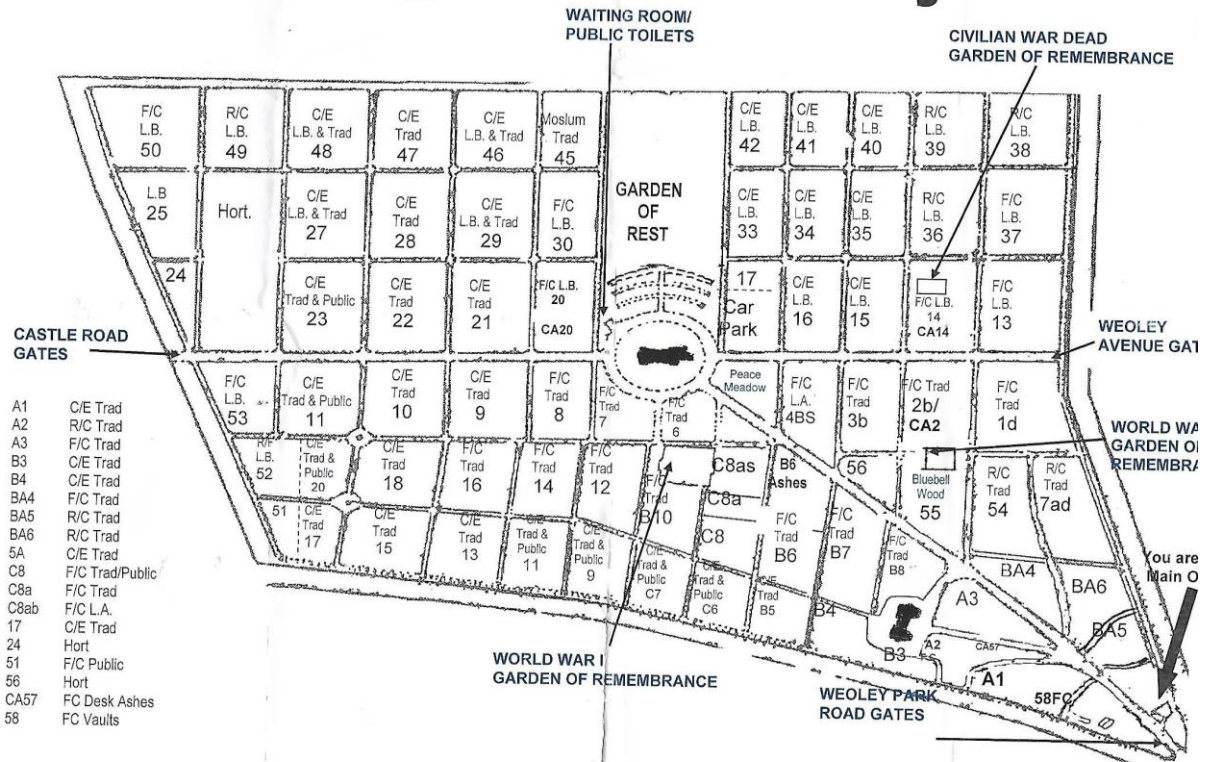 WAITING ROOM/
PUBLIC TOILETS
CIVILIAN WAR DEAD
GARDEN OF REMBRANCE
F/C
L.B.
50
R/C
L.B.
49
C/E
L.B. & Trad
48
C/E
Trad
47
C/E
L.B. & Trad
46
Moslum
Trad
45
C/E
L.B.
42
C/E
L.B.
41
C/E
L.B.
40
R/C
L.B.
39
R/C
L.B.
38
L.B
25
Hort.
C/E
L.B. & Trad
27
C/E
Trad
28
C/E
L.B. & Trad
29
F/C
L.B.
30
GARDEN
OF
REST
C/E
L.B.
33
C/E
L.B.
34
C/E
L.B.
35
R/C
L.B.
36
F/C
L.B.
37
24
C/E
Trad & Public
23
C/E
Trad
22
C/E
Trad
21
F/C L.B.
20
CA20
17
Car
Park
C/E
L.B.
16
C/E
L.B.
15
F/C L.B.
14
CA14
F/C
L.B.
13
CASTLE ROAD
GATES
WEOLEY
AVENUE GAT
F/C
L.B.
53
C/E
Trad & Public
11
C/E
Trad
10
C/E
Trad
9
F/C
Trad
8
F/C
Trad
7
F/C
Trad
6
Peace
Meadow
F/C
L.A.
4BS
F/C
Trad
3b
F/C Trad
2b/
CA2
F/C
Trad
1d
WORLD WA
GARDEN O
REMEMBRA
L.B.
52
C/E
Trad
&
Public
20
C/E
Trad
18
F/C
Trad
16
F/C
Trad
14
F/C
Trad
12
F/C
Trad
B10
C8as
C8a
C8
B6
Ashes
56
Bluebell
Wood
55
R/C
Trad
54
R/C
Trad
7ad
51
C/E
Trad
17
C/E
Trad
15
C/E
Trad
13
C/E
Trad
&
Public
11
C/E
Trad &
Public
9
C/E
Trad &
Public
C7
C/E
Trad &
Public
C6
C/E
Trad
B5
F/C
Trad
B6
F/C
Trad
B7
F/C
Trad
B8
B4
B3
A2
A3
CA57
A1
BA4
BA6
BA5
58FC
You are
Main O
WORLD WAR I
GARDEN OF REMEMBRANCE
WEOLEY PARK
ROAD GATES
A1 C/E Trad
A2 R/C Trad
A3 F/C Trad
B3 C/E Trad
B4 C/E Trad
BA4 F/C Trad
BA5 R/C Trad
BA6 R/C Trad
5A C/E Trad
C8 F/C Trad/Public
C8a F/C Trad
C8ab F/C L.A.
17 C/E Trad
24 Hort
51 F/C Public
56 Hort
CA57 FC Desk Ashes
58 FC Vaults